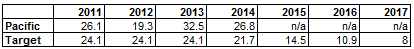 2011 2012 2013 2014 2015 2016 2017
Pacific 26.1 19.3 32.5 26.8 n/a n/a n/a
Target 24.1 24.1 24.1 21.7 14.5 10.9 8